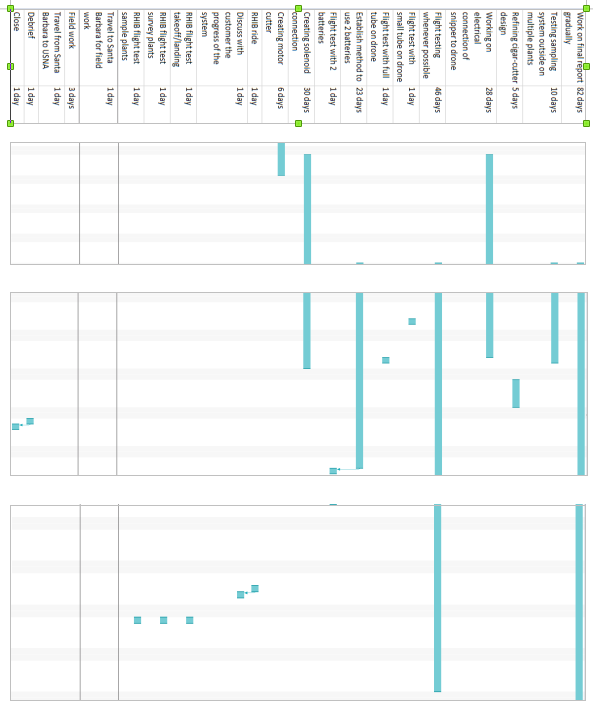 Work on final report 82 days
gradually
Testing sampling 10 days
system outside on
multiple plants
Refining cigar-cutter 5 days
design
Working on 28 days
electrical
connection of
sniper to drone
Flight testing 46 days
whenever possible
Flight test with 1 day
small tube on drone
Flight test with full 1 day
tube on drone
Establish method to 23 days
use 2 batteries
Flight test with 2 1 day
batteries
Creating solenoid 30 days
connection
Creating motor 6 days
cutter
RHIB ride 1 day
Discuss with 1 day
customer the
progress of the
system
RHIB flight test 1 day
takeoff/landing
RHIB flight test 1 day
survey plants
RHIB flight test 1 day
sample plants
Travel to Santa 1 day
Barbara for field
work
Field work 3 days
Travel from Santa 1 day
Barbara to USNA
Debrief 1 day
Close 1 day